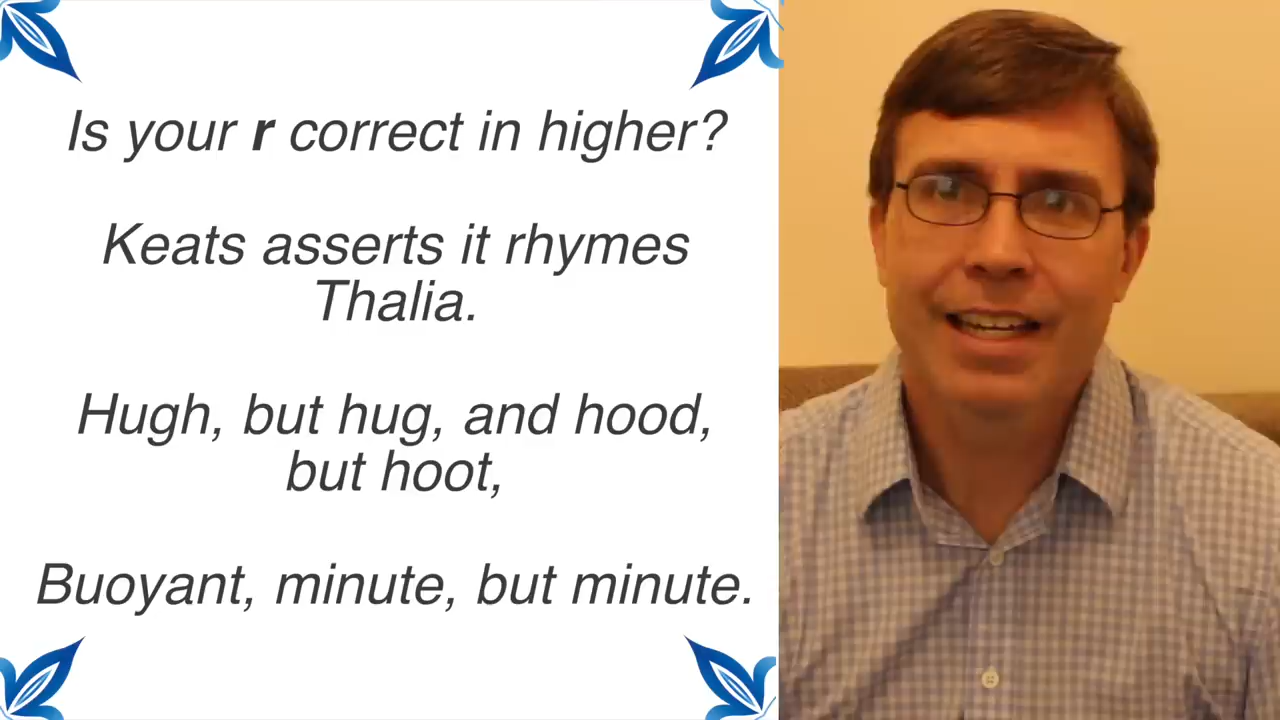 Is your r correct in higher?
Keats asserts it rhymes
Thalia.
Hugh, but hug, and hood,
but hoot,
Buoyant, minute, but minute.